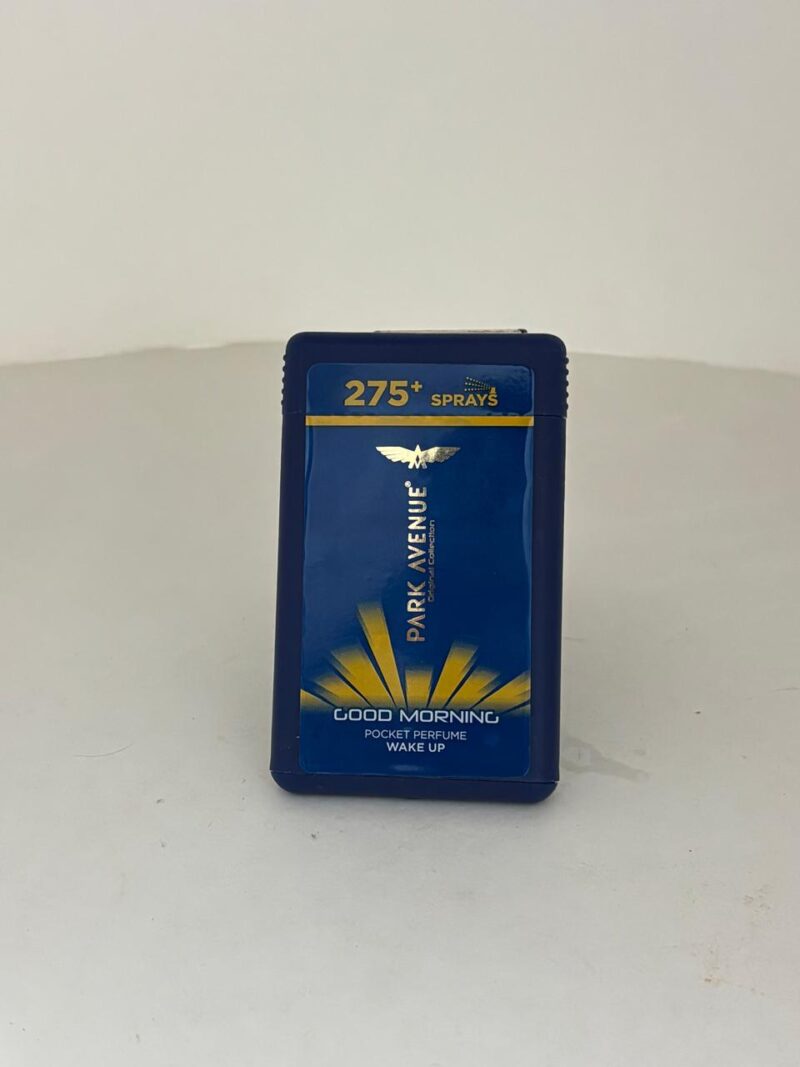 275+ SPRAYS
PARK AVENUE®
Original Collection
GOOD MORNING
POCKET PERFUME
WAKE UP